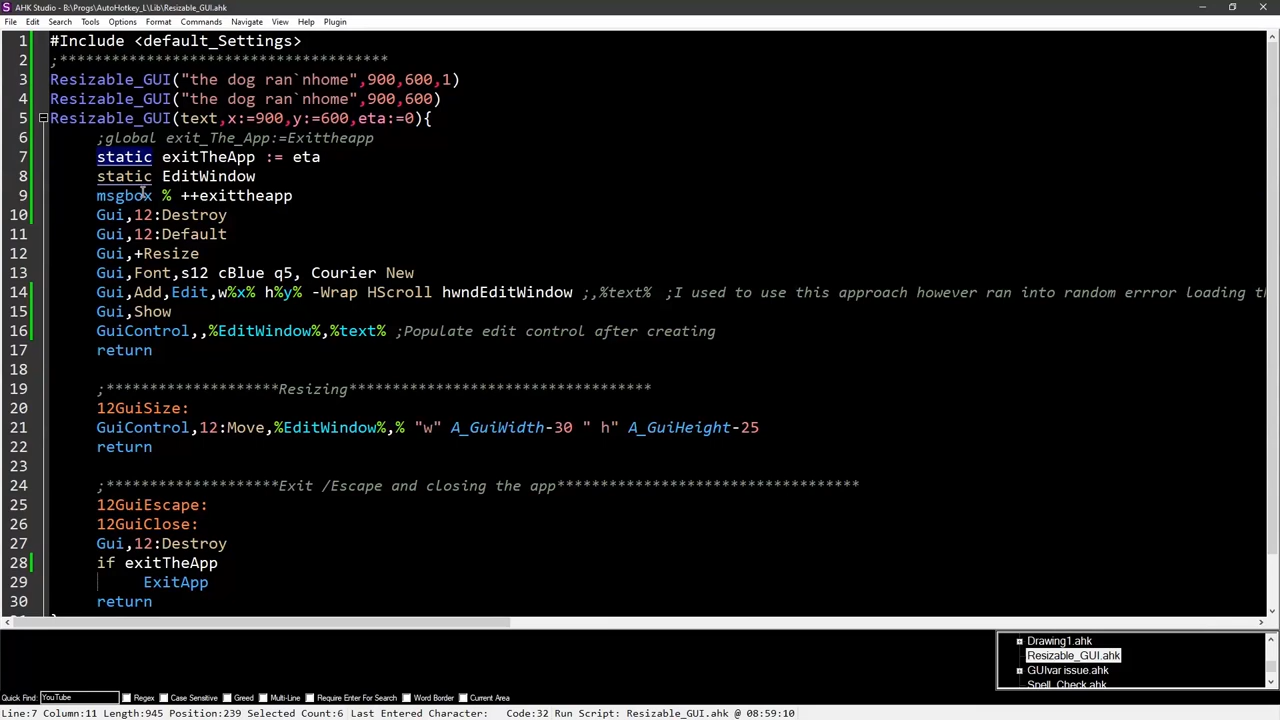 AHK Studio - B:\Progs\AutoHotkey_L\Lib\Resizable_GUI.ahk
File Edit Search Tools Options Format Commands Navigate View Help Plugin
1 #Include <default_Settings>
2 ;*************************************
3 Resizable_GUI("the dog ran`nhome",900,600,1)
4 Resizable_GUI("the dog ran`nhome",900,600)
5 Resizable_GUI(text,x:=900,y:=600,eta:=0){
6 ;global exit_The_App:=Exittheapp
7 static exitTheApp := eta
8 static EditWindow
9 msgbox % ++exittheapp
10 Gui,12:Destroy
11 Gui,12:Default
12 Gui,+Resize
13 Gui,Font,s12 cBlue q5, Courier New
14 Gui,Add,Edit,w%x% h%y% -Wrap HScroll hwndEditWindow ;,%text% ;I used to use this approach however ran into random errror loading
15 Gui,Show
16 GuiControl,,%EditWindow%,%text% ;Populate edit control after creating
17 return
18
19 ;********************Resizing*********************************
20 12GuiSize:
21 GuiControl,12:Move,%EditWindow%,% "w" A_GuiWidth-30 " h" A_GuiHeight-25
22 return
23
24 ;********************Exit /Escape and closing the app*********************************
25 12GuiEscape:
26 12GuiClose:
27 Gui,12:Destroy
28 if exitTheApp
29 ExitApp
30 return
Drawing1.ahk
Resizable_GUI.ahk
GUIvar issue.ahk
Spell_Check.ahk
Quick Find: YouTube Regex Case Sensitive Greed Multi-Line Require Enter For Search Word Border Current Area
Line:7 Column:11 Length:945 Position:239 Selected Count:6 Last Entered Character: Code:32 Run Script: Resizable_GUI.ahk @ 08:59:10